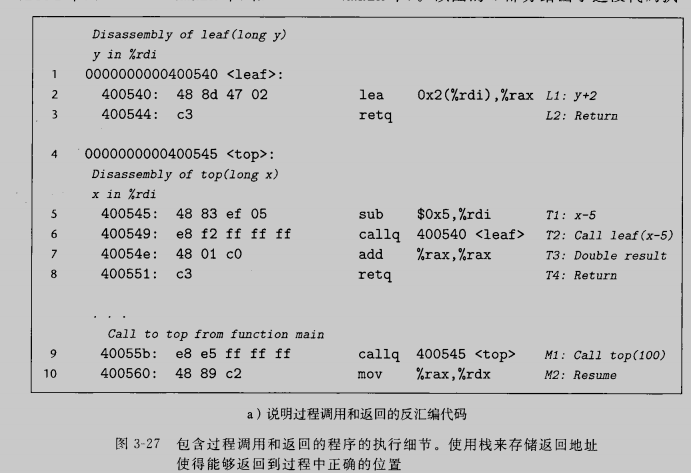 Disassembly of leaf(long y)
y in %rdi
1 0000000000400540 <leaf>:
2 400540: 48 8d 47 02 lea 0x2(%rdi),%rax L1: y+2
3 400544: c3 retq L2: Return
4 0000000000400545 <top>:
Disassembly of top(long x)
x in %rdi
5 400545: 48 83 ef 05 sub $0x5,%rdi T1: x-5
6 400549: e8 f2 ff ff ff callq 400540 <leaf> T2: Call leaf(x-5)
7 40054e: 48 01 c0 add %rax,%rax T3: Double result
8 400551: c3 retq T4: Return
. . .
Call to top from function main
9 40055b: e8 e5 ff ff ff callq 400545 <top> M1: Call top(100)
10 400560: 48 89 c2 mov %rax,%rdx M2: Resume
a）说明过程调用和返回的反汇编代码
图 3-27 包含过程调用和返回的程序的执行细节。使用栈来存储返回地址
使得能够返回到过程中正确的位置